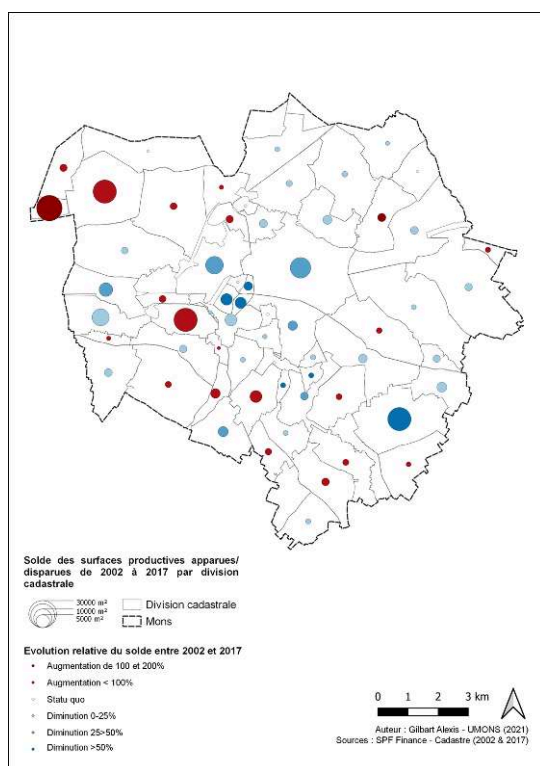 Solde des surfaces productives apparues/
disparues de 2002 à 2017 par division
cadastrale
30000 m²
10000 m²
5000 m²
Division cadastrale
Mons
Evolution relative du solde entre 2002 et 2017
Augmentation de 100 et 200%
Augmentation < 100%
Statu quo
Diminution 0-25%
Diminution 25>50%
Diminution >50%
0 1 2 3 km
Auteur : Gilbart Alexis - UMONS (2021)
Sources : SPF Finance - Cadastre (2002 & 2017)